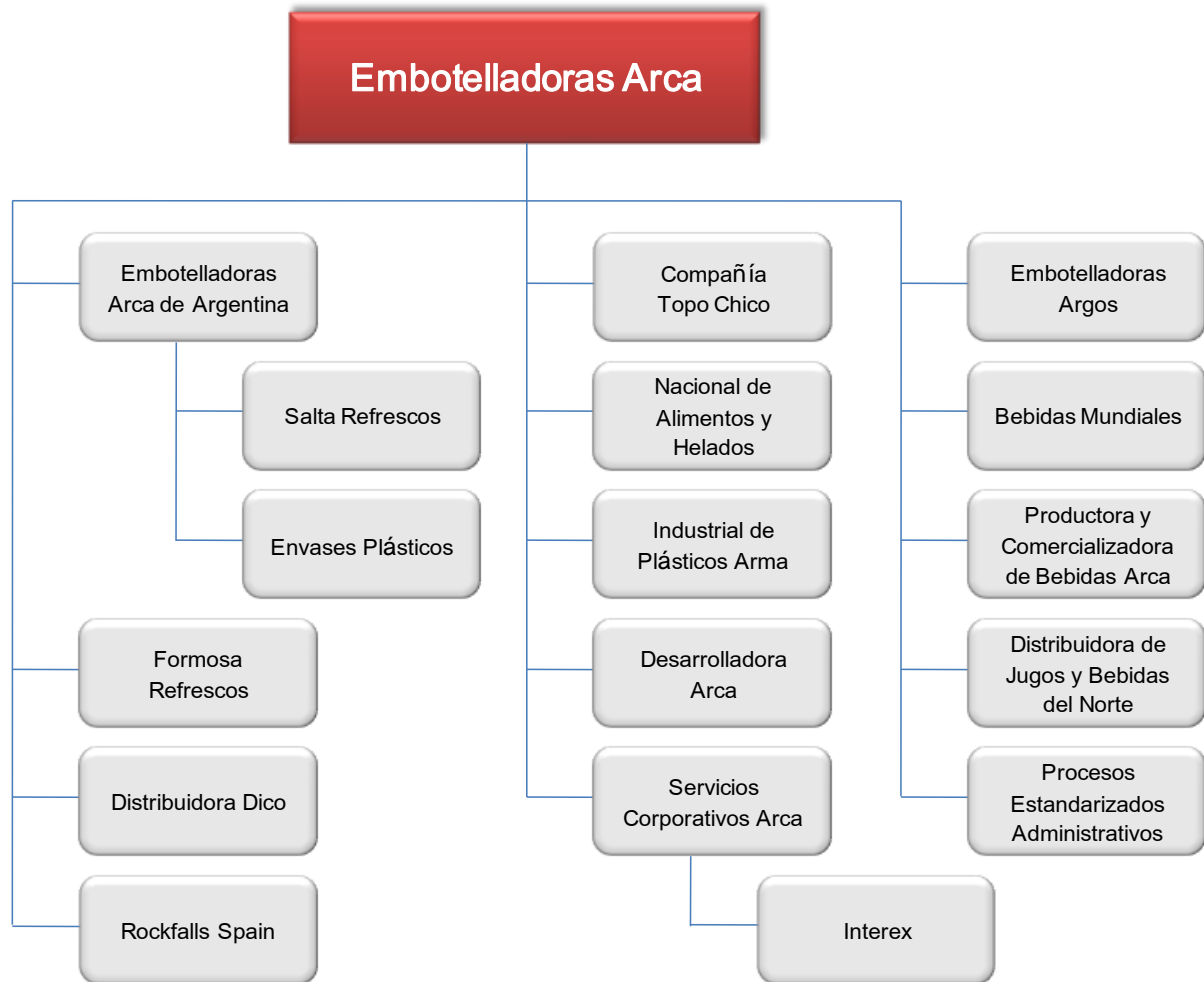 Embotelladoras Arca
Embotelladoras
Arca de Argentina
Salta Refrescos
Envases Plásticos
Formosa
Refrescos
Distribuidora Dico
Rockfalls Spain
Compañía
Topo Chico
Nacional de
Alimentos y
Helados
Industrial de
Plásticos Arma
Desarrolladora
Arca
Servicios
Corporativos Arca
Interex
Embotelladoras
Argos
Bebidas Mundiales
Productora y
Comercializadora
de Bebidas Arca
Distribuidora de
Jugos y Bebidas
del Norte
Procesos
Estandarizados
Administrativos